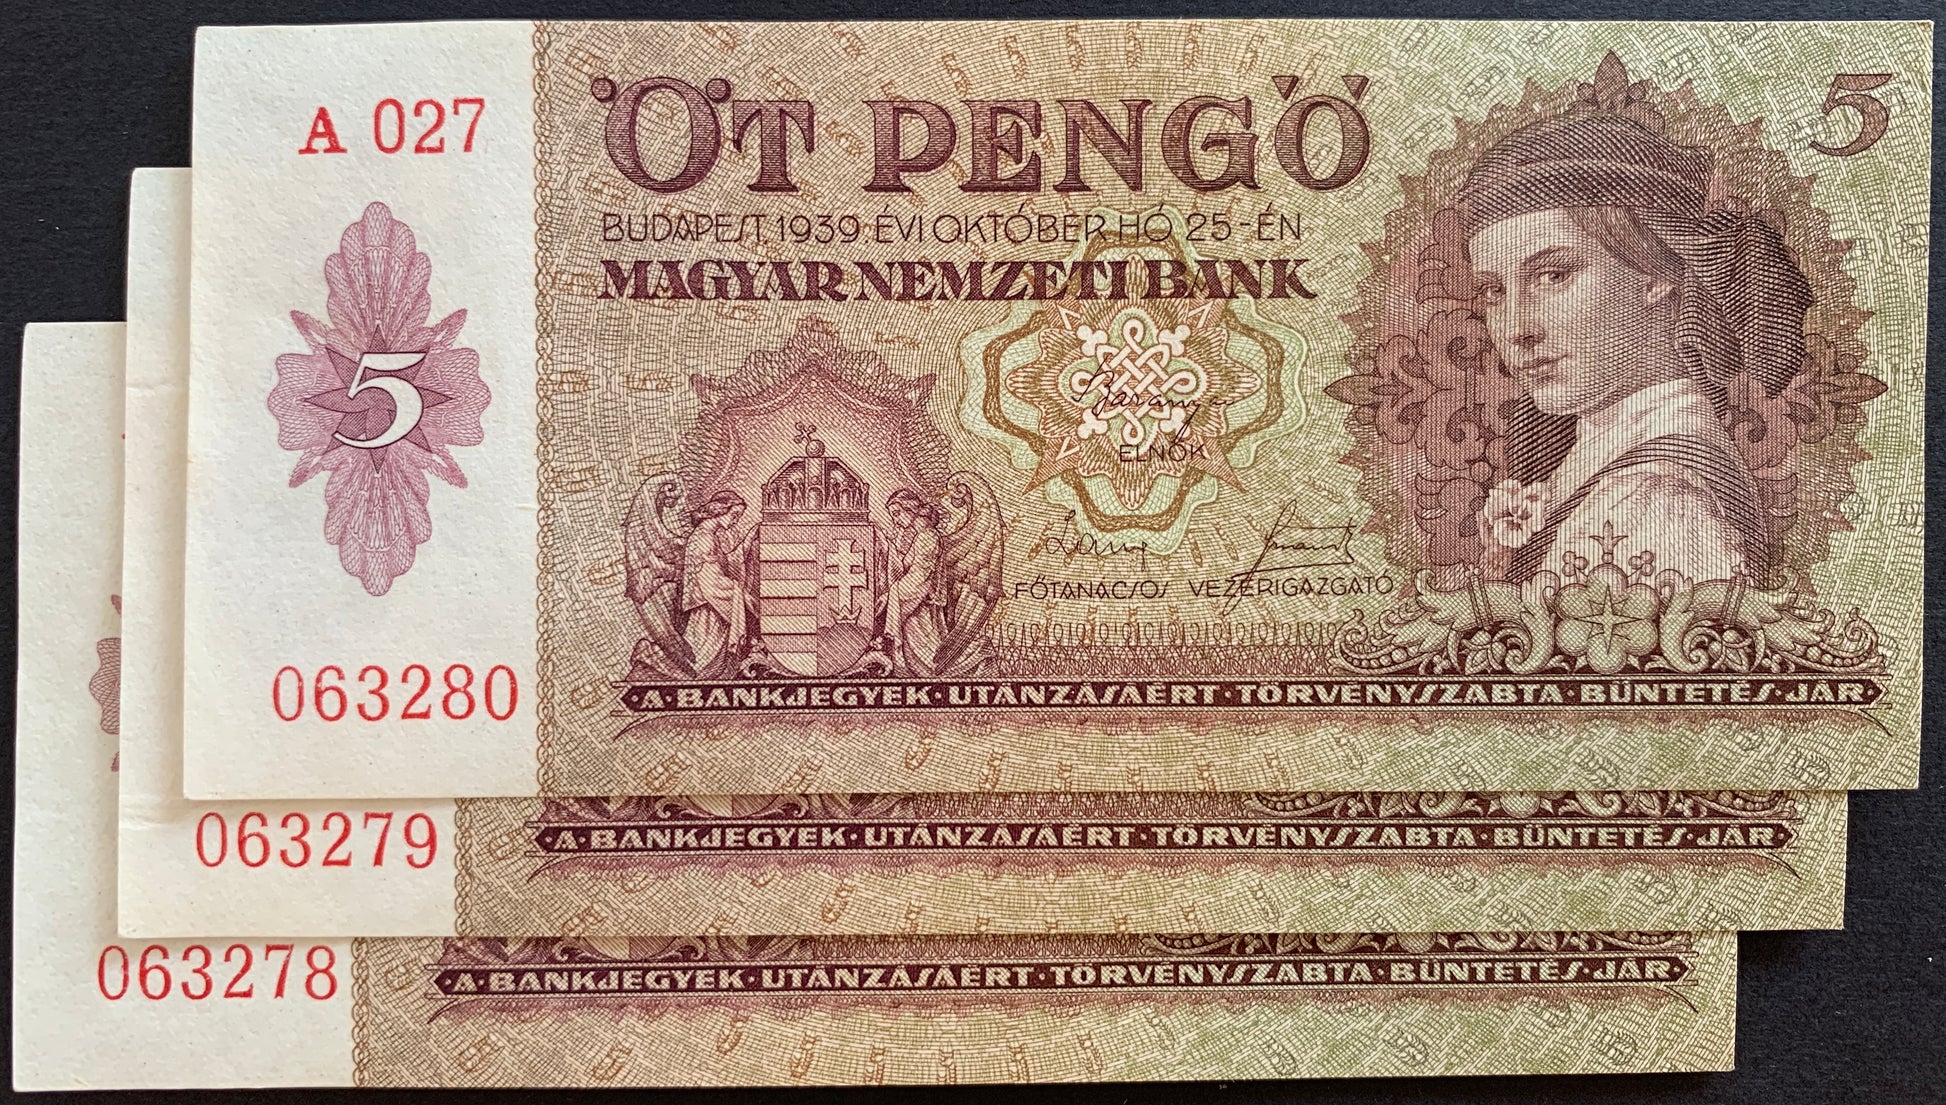 A 027
ÖT PENGŐ
5
BUDAPEST 1939. ÉVI OKTÓBER HÓ 25-ÉN
MAGYAR NEMZETI BANK
5
ELNÖK
FŐTANÁCSOS VEZÉRIGAZGATÓ
063280
·A·BANKJEGYEK·UTÁNZÁSÁÉRT·TÖRVÉNYSZABTA·BÜNTETÉS·JÁR·
063279
·A·BANKJEGYEK·UTÁNZÁSÁÉRT·TÖRVÉNYSZABTA·BÜNTETÉS·JÁR·
063278
·A·BANKJEGYEK·UTÁNZÁSÁÉRT·TÖRVÉNYSZABTA·BÜNTETÉS·JÁR·